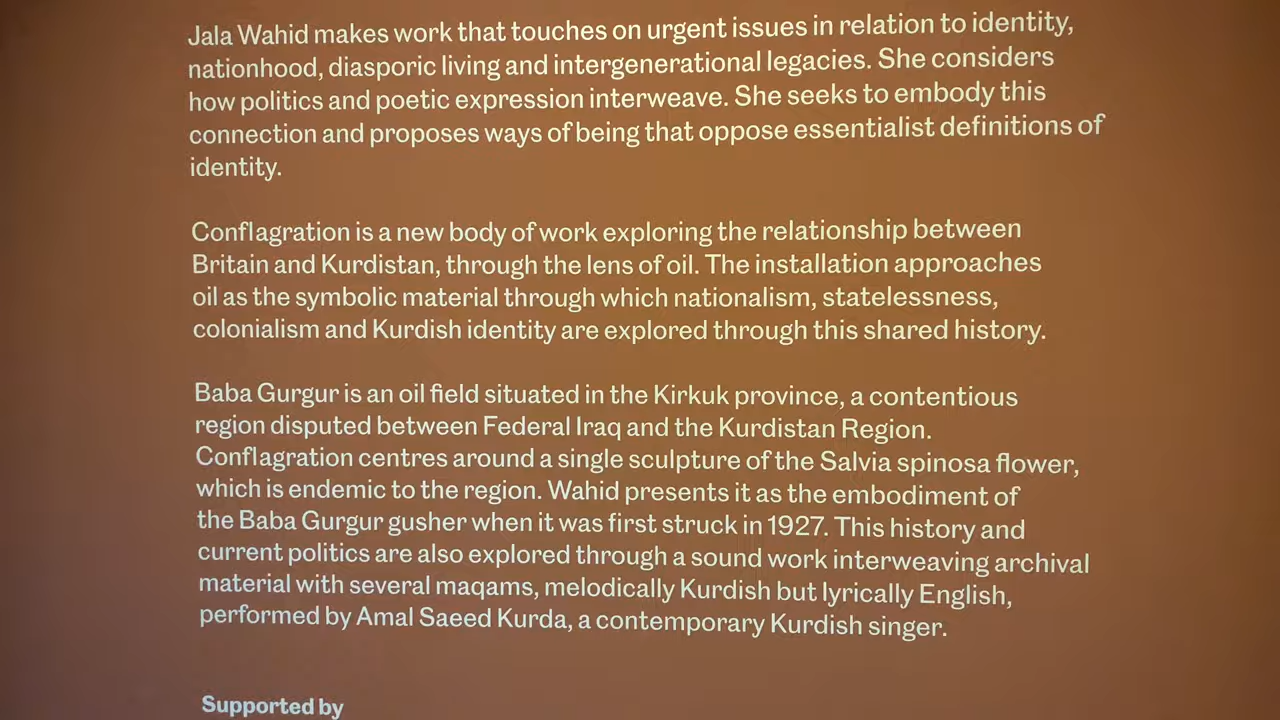 Jala Wahid makes work that touches on urgent issues in relation to identity,
nationhood, diasporic living and intergenerational legacies. She considers
how politics and poetic expression interweave. She seeks to embody this
connection and proposes ways of being that oppose essentialist definitions of
identity.
Conflagration is a new body of work exploring the relationship between
Britain and Kurdistan, through the lens of oil. The installation approaches
oil as the symbolic material through which nationalism, statelessness,
colonialism and Kurdish identity are explored through this shared history.
Baba Gurgur is an oil field situated in the Kirkuk province, a contentious
region disputed between Federal Iraq and the Kurdistan Region.
Conflagration centres around a single sculpture of the Salvia spinosa flower,
which is endemic to the region. Wahid presents it as the embodiment of
the Baba Gurgur gusher when it was first struck in 1927. This history and
current politics are also explored through a sound work interweaving archival
material with several maqams, melodically Kurdish but lyrically English,
performed by Amal Saeed Kurda, a contemporary Kurdish singer.
Supported by